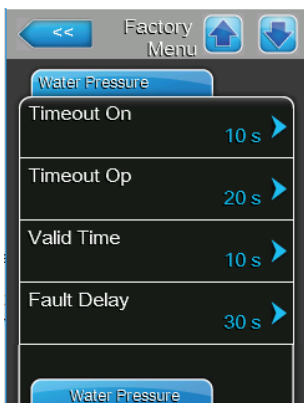 <<
Factory
Menu
Water Pressure
Timeout On
10 s
Timeout Op
20 s
Valid Time
10 s
Fault Delay
30 s
Water Pressure